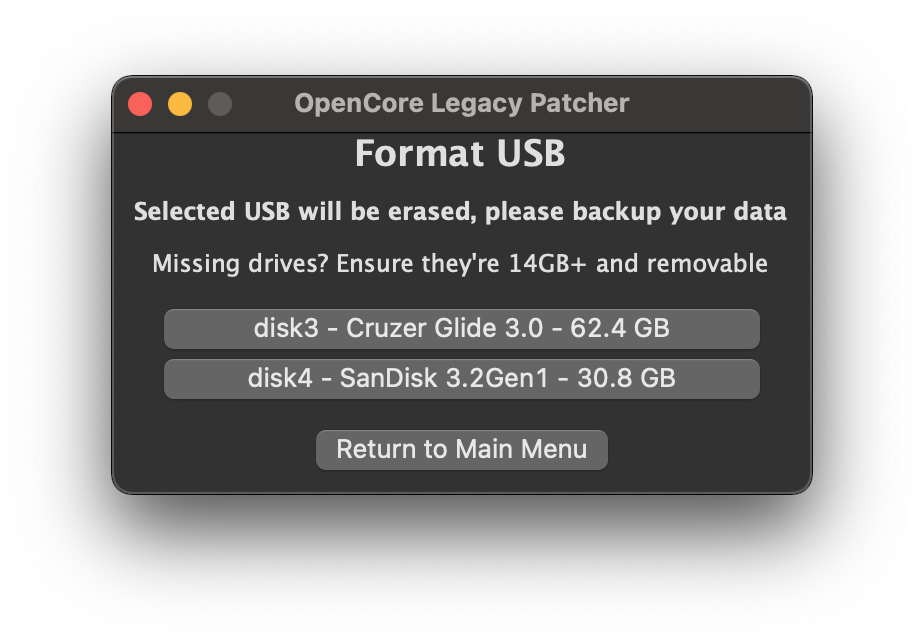 OpenCore Legacy Patcher
Format USB
Selected USB will be erased, please backup your data
Missing drives? Ensure they're 14GB+ and removable
disk3 - Cruzer Glide 3.0 - 62.4 GB
disk4 - SanDisk 3.2Gen1 - 30.8 GB
Return to Main Menu